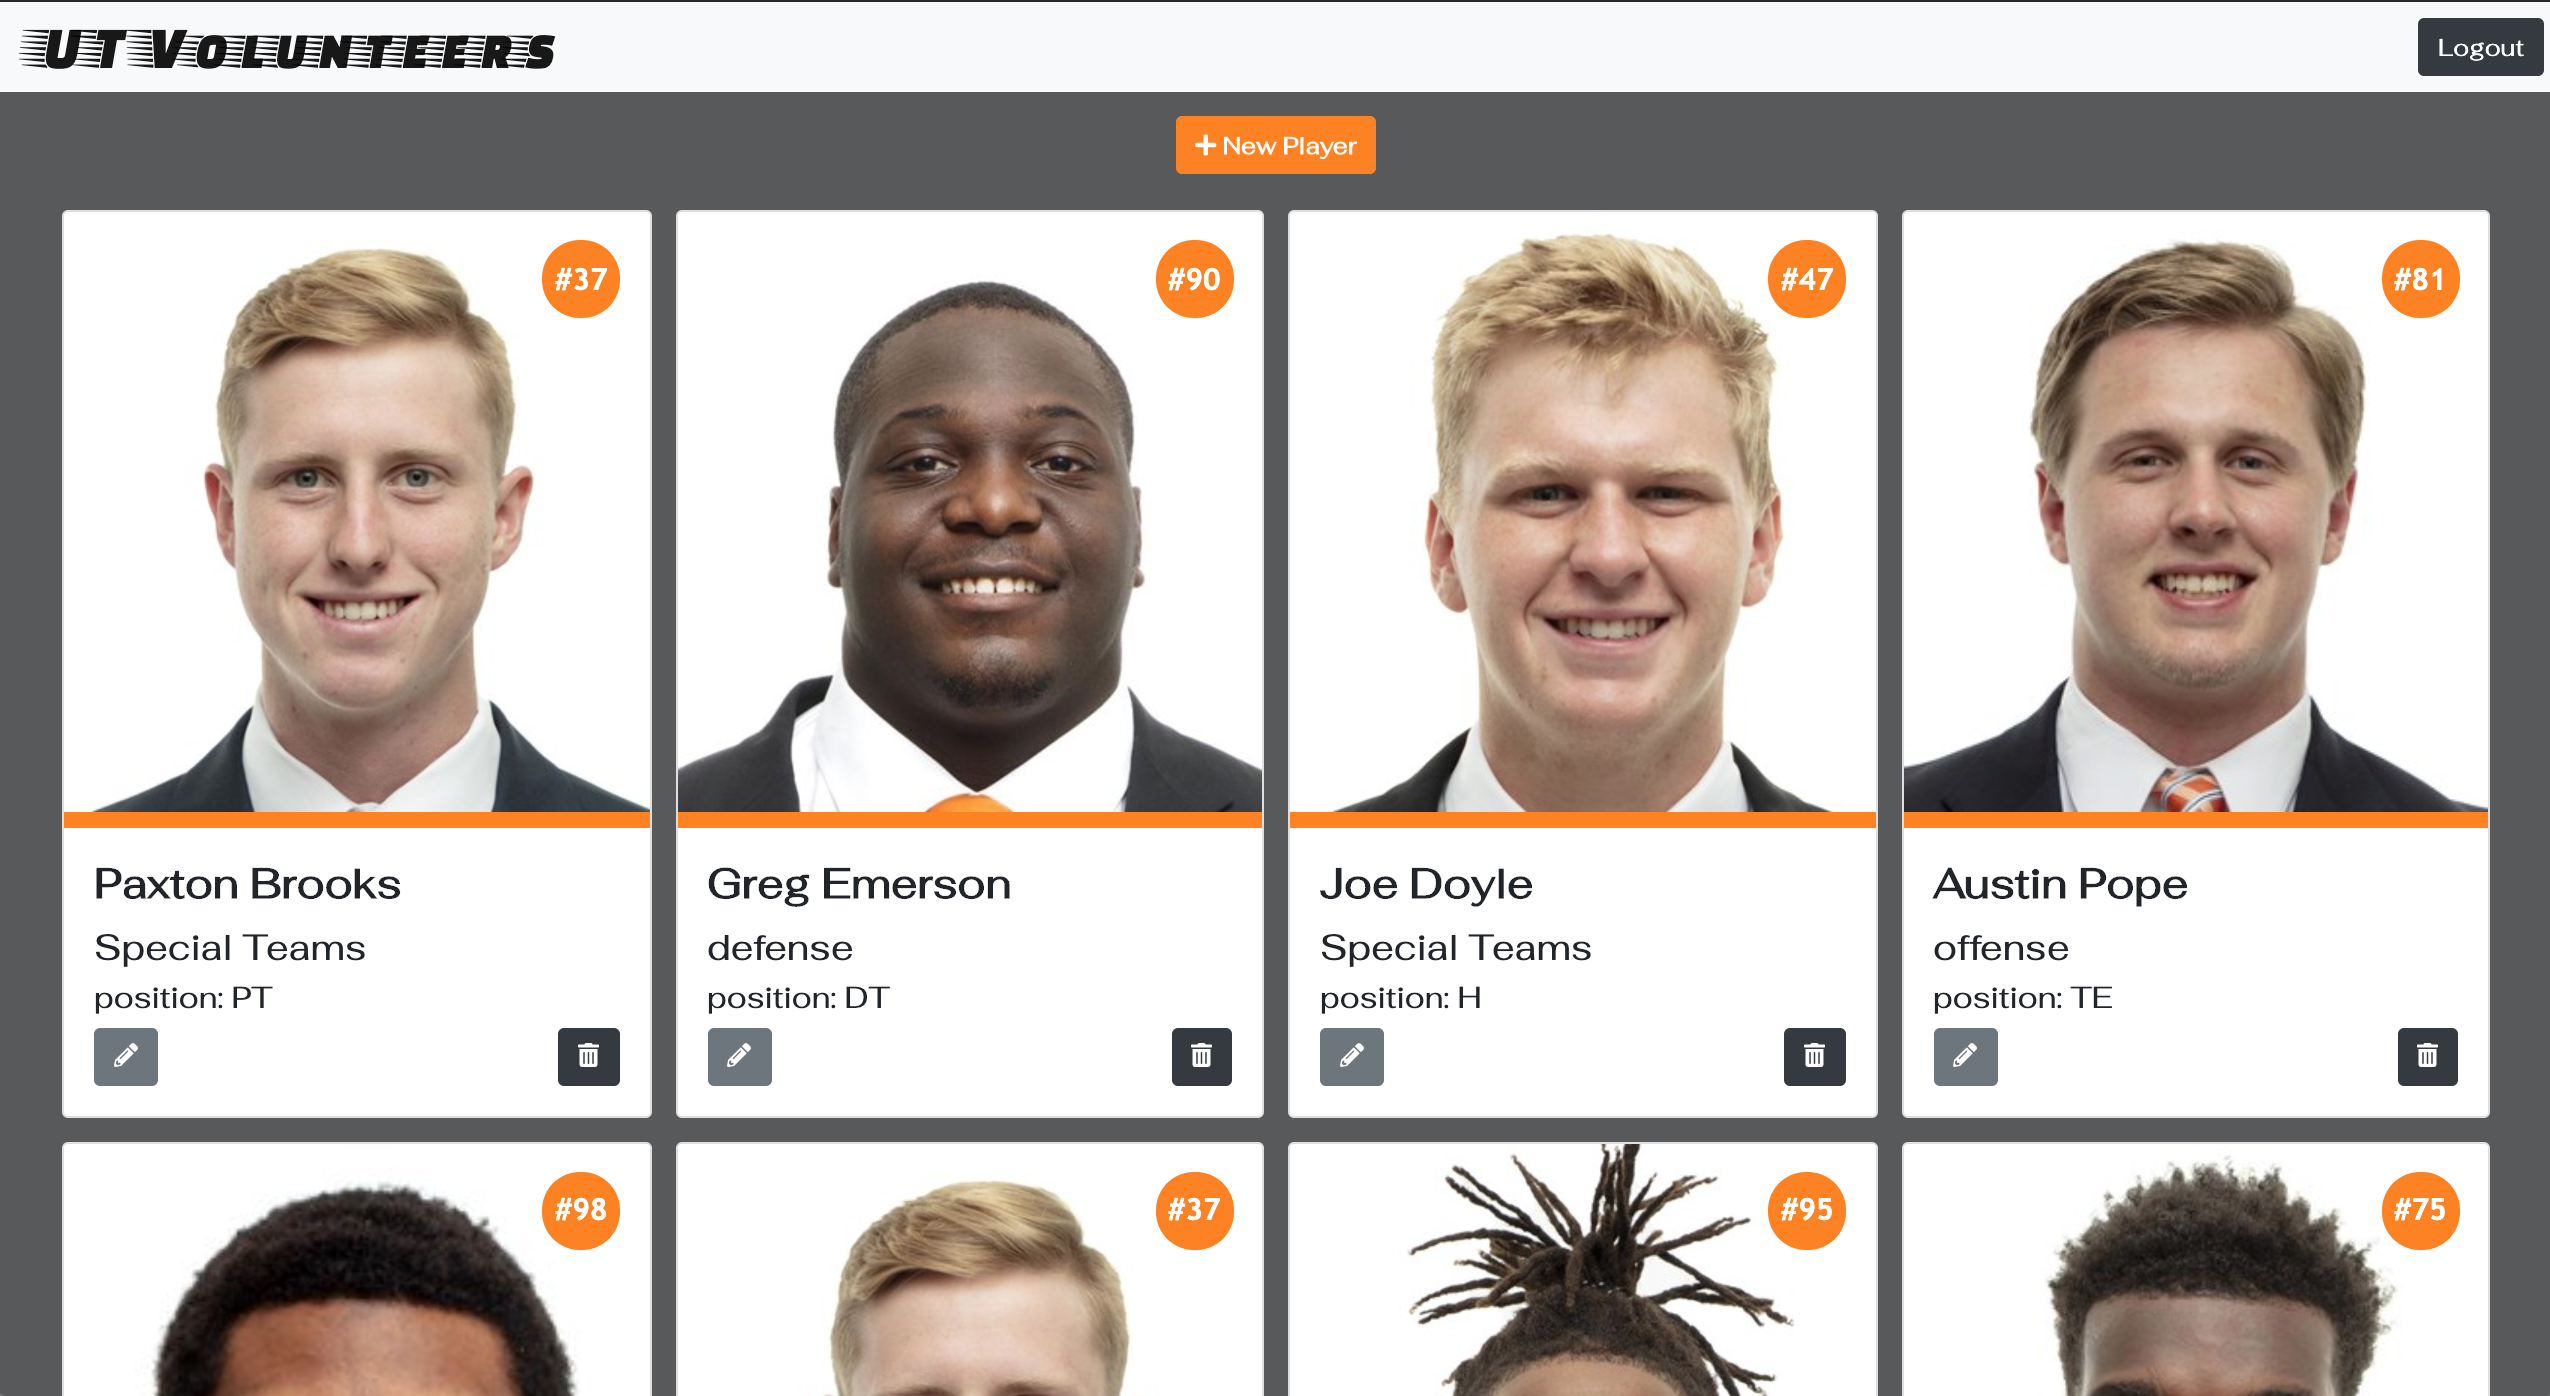 UT Volunteers
Logout
+ New Player
#37
#90
#47
#81
Paxton Brooks
Special Teams
position: PT
Greg Emerson
defense
position: DT
Joe Doyle
Special Teams
position: H
Austin Pope
offense
position: TE
#98
#37
#95
#75